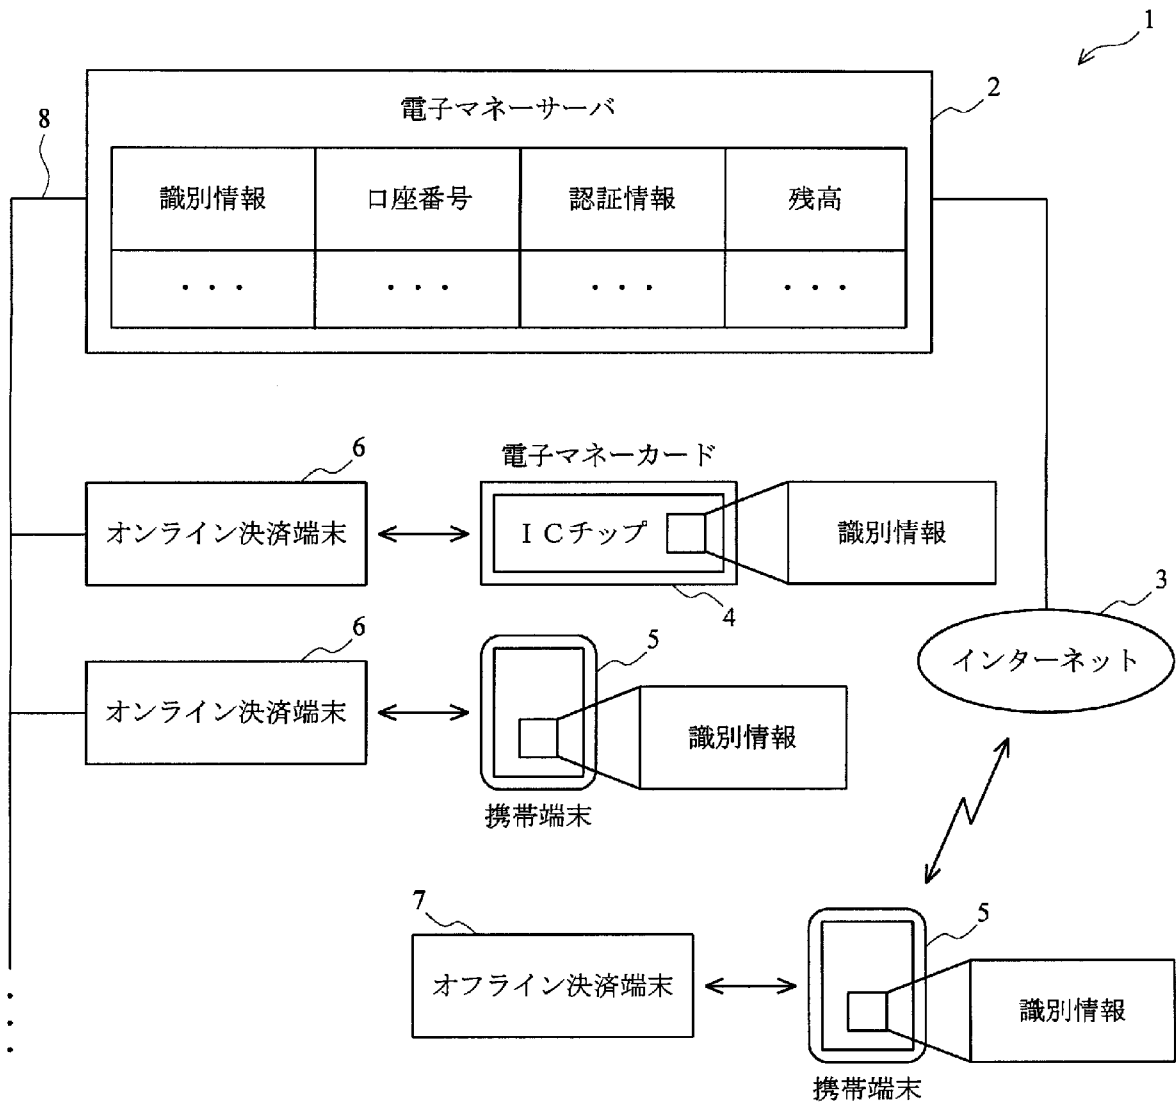 1
2
8
電子マネーサーバ
識別情報 口座番号 認証情報 残高
・・・ ・・・ ・・・ ・・・
電子マネーカード
6
オンライン決済端末
ICチップ
識別情報
4
3
6
5
オンライン決済端末
識別情報
インターネット
携帯端末
7
5
オフライン決済端末
識別情報
携帯端末